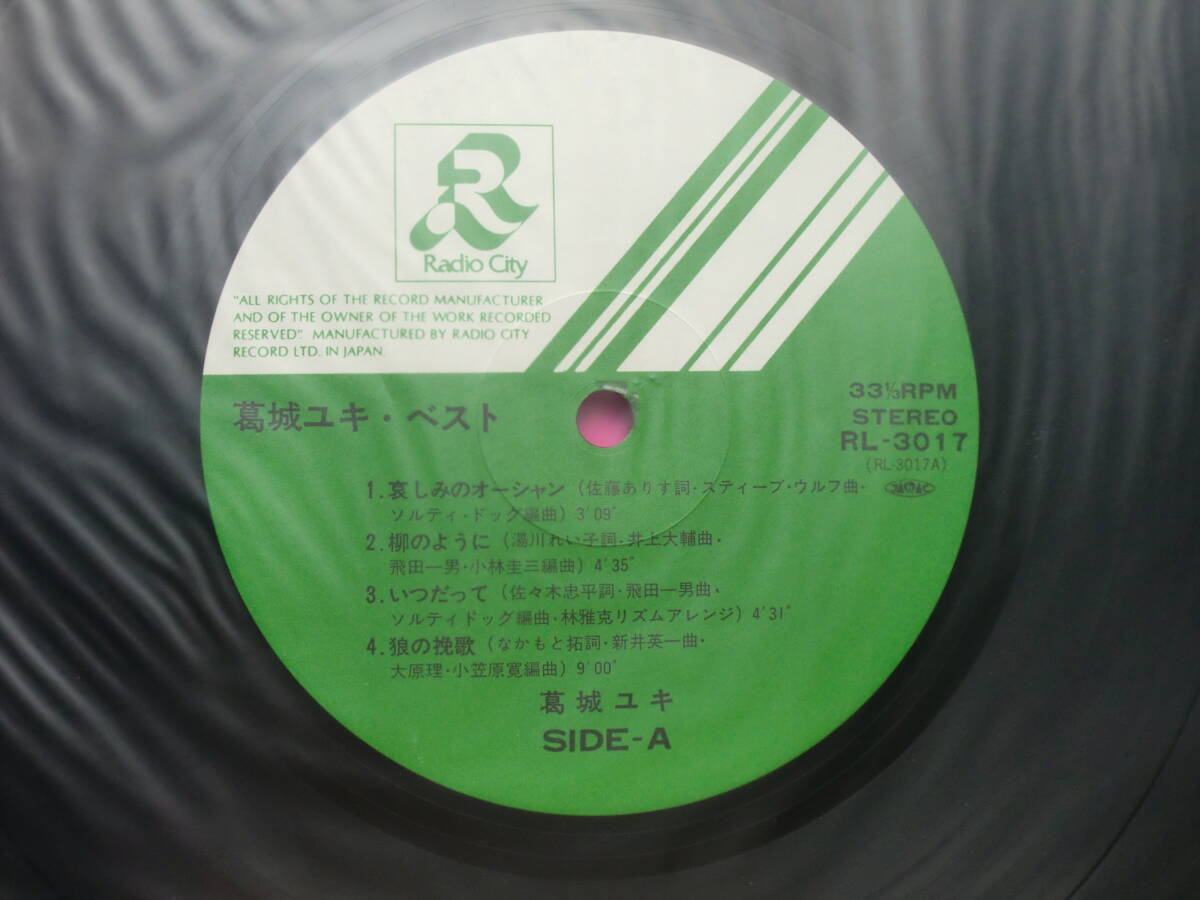 R
Radio City
"ALL RIGHTS OF THE RECORD MANUFACTURER
AND OF THE OWNER OF THE WORK RECORDED
RESERVED". MANUFACTURED BY RADIO CITY
RECORD LTD. IN JAPAN.
葛城ユキ・ベスト
33⅓RPM
STEREO
RL-3017
(RL-3017A)
JASRAC
1.哀しみのオーシャン(佐藤ありす詞・スティーブ・ウルフ曲・
ソルティ・ドッグ編曲)3'09"
2.柳のように(湯川れい子詞・井上大輔曲・
飛田一男・小林圭三編曲)4'35"
3.いつだって(佐々木忠平詞・飛田一男曲・
ソルティドッグ編曲・林雅克リズムアレンジ)4'31"
4.狼の挽歌(なかもと拓詞・新井英一曲・
大原理・小笠原寛編曲)9'00"
葛城ユキ
SIDE-A